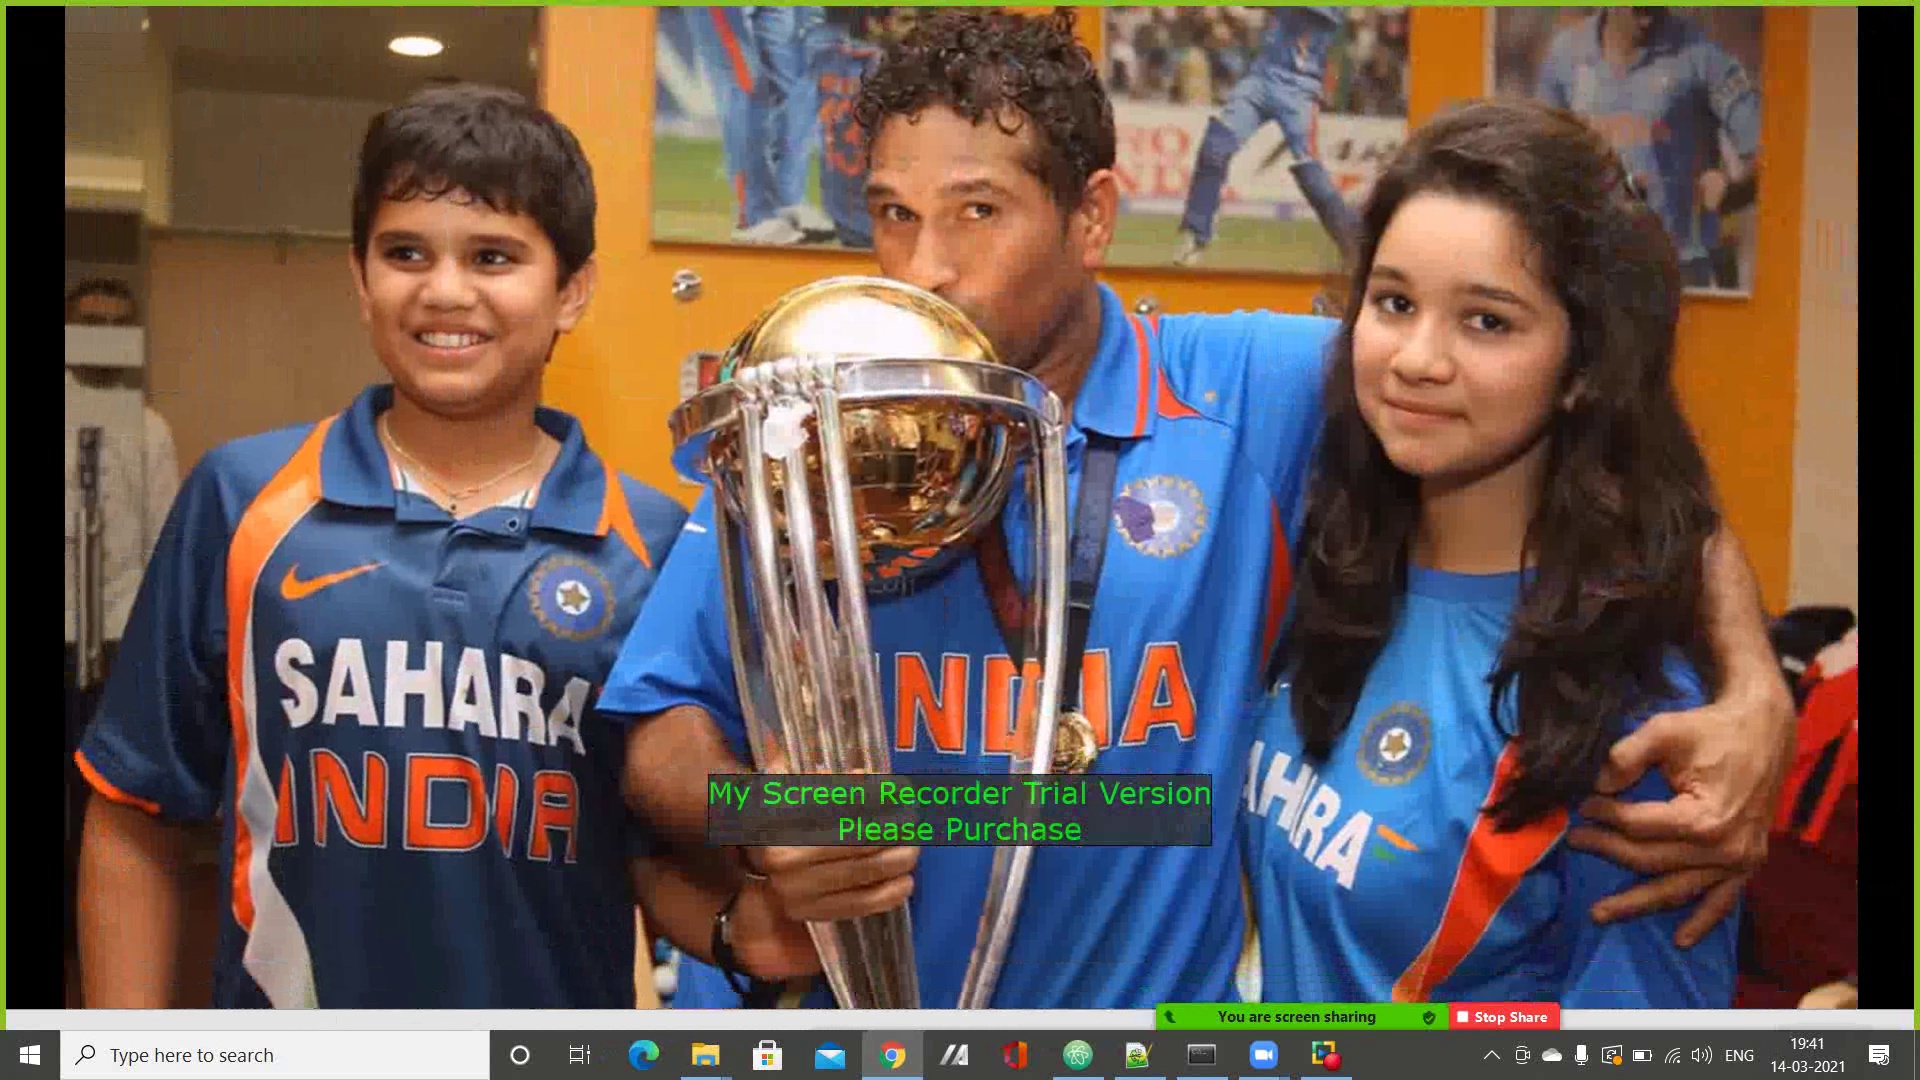 SAHARA
INDIA
INDIA
AHARA
My Screen Recorder Trial Version
Please Purchase
You are screen sharing
Stop Share
Type here to search
ENG
19:41
14-03-2021